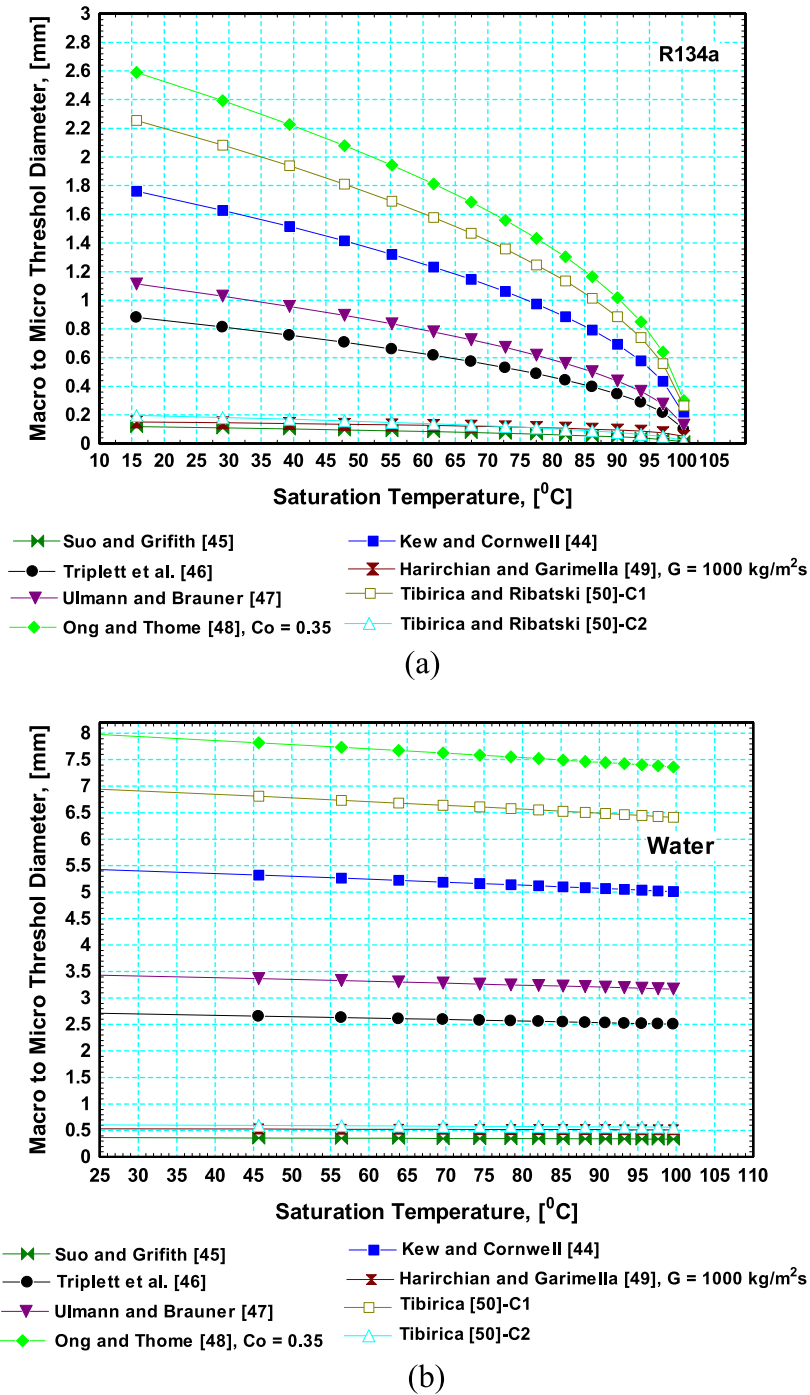 3
2.8
2.6
2.4
2.2
2
1.8
1.6
1.4
1.2
1
0.8
0.6
0.4
0.2
0
Macro to Micro Threshol Diameter, [mm]
R134a
10 15 20 25 30 35 40 45 50 55 60 65 70 75 80 85 90 95 100 105
Saturation Temperature, [⁰C]
Suo and Grifith [45]
Triplett et al. [46]
Ulmann and Brauner [47]
Ong and Thome [48], Co = 0.35
Kew and Cornwell [44]
Harirchian and Garimella [49], G = 1000 kg/m²s
Tibirica and Ribatski [50]-C1
Tibirica and Ribatski [50]-C2
(a)
8
7.5
7
6.5
6
5.5
5
4.5
4
3.5
3
2.5
2
1.5
1
0.5
0
Macro to Micro Threshol Diameter, [mm]
Water
25 30 35 40 45 50 55 60 65 70 75 80 85 90 95 100 105 110
Saturation Temperature, [⁰C]
Suo and Grifith [45]
Triplett et al. [46]
Ulmann and Brauner [47]
Ong and Thome [48], Co = 0.35
Kew and Cornwell [44]
Harirchian and Garimella [49], G = 1000 kg/m²s
Tibirica [50]-C1
Tibirica [50]-C2
(b)